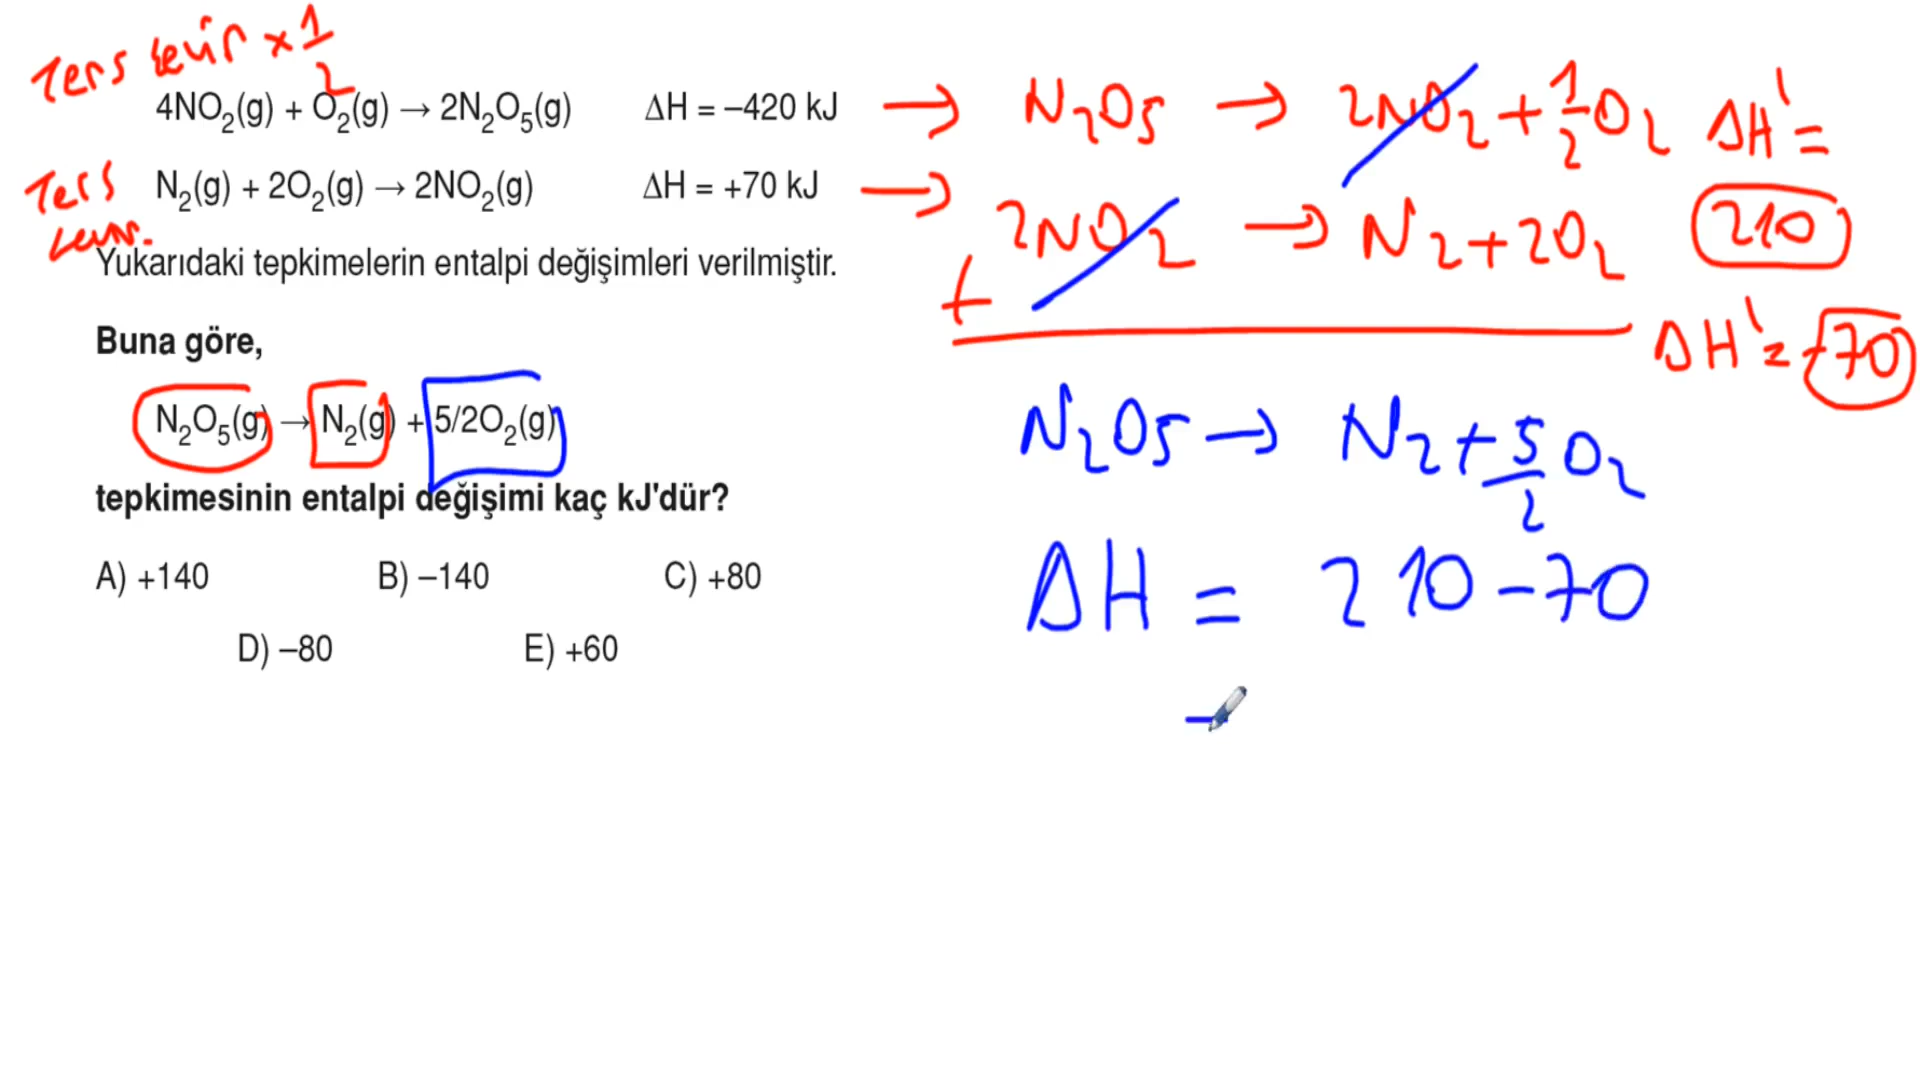 Ters çevir × 1/2
4NO₂(g) + O₂(g) → 2N₂O₅(g) ΔH = –420 kJ → N₂O₅ → 2NO₂ + 1/2 O₂ ΔH' = 210
Ters çevir. N₂(g) + 2O₂(g) → 2NO₂(g) ΔH = +70 kJ → 2NO₂ → N₂ + 2O₂ ΔH' = -70
+
Yukarıdaki tepkimelerin entalpi değişimleri verilmiştir.
Buna göre,
N₂O₅(g) → N₂(g) + 5/2O₂(g)
tepkimesinin entalpi değişimi kaç kJ'dür?
A) +140 B) –140 C) +80
D) –80 E) +60
N₂O₅ → N₂ + 5/2 O₂
ΔH = 210 - 70